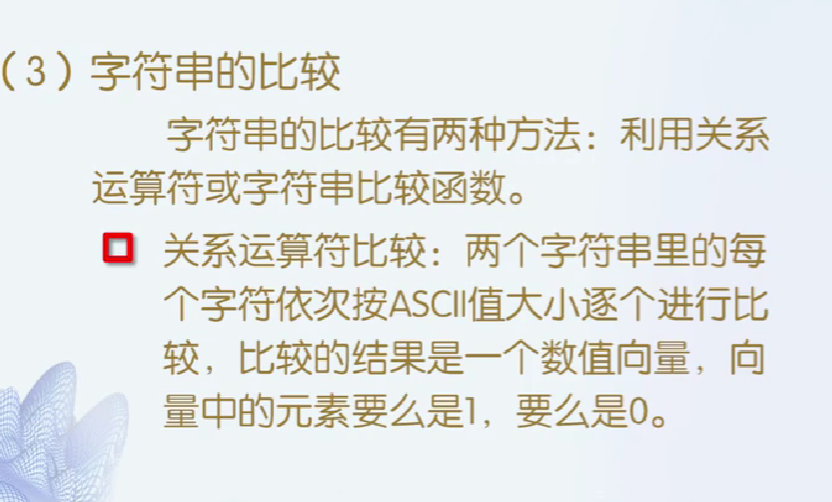 （3）字符串的比较
字符串的比较有两种方法：利用关系
运算符或字符串比较函数。
关系运算符比较：两个字符串里的每
个字符依次按ASCII值大小逐个进行比
较，比较的结果是一个数值向量，向
量中的元素要么是1，要么是0。